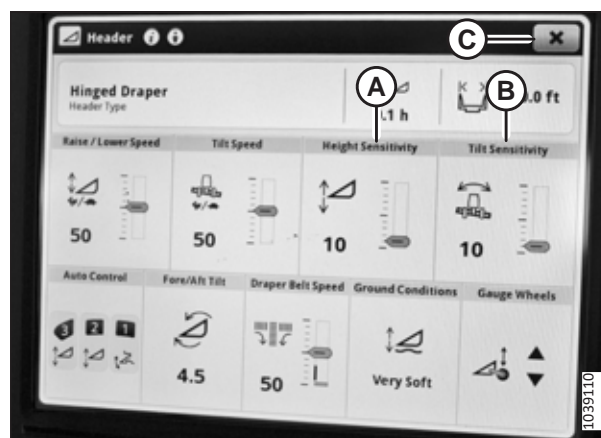 Header
C
Hinged Draper
Header Type
A
.1 h
B
.0 ft
Raise / Lower Speed
Tilt Speed
Height Sensitivity
Tilt Sensitivity
50
50
10
10
Auto Control
Fore/Aft Tilt
Draper Belt Speed
Ground Conditions
Gauge Wheels
3 2 1
4.5
50
Very Soft
1039110